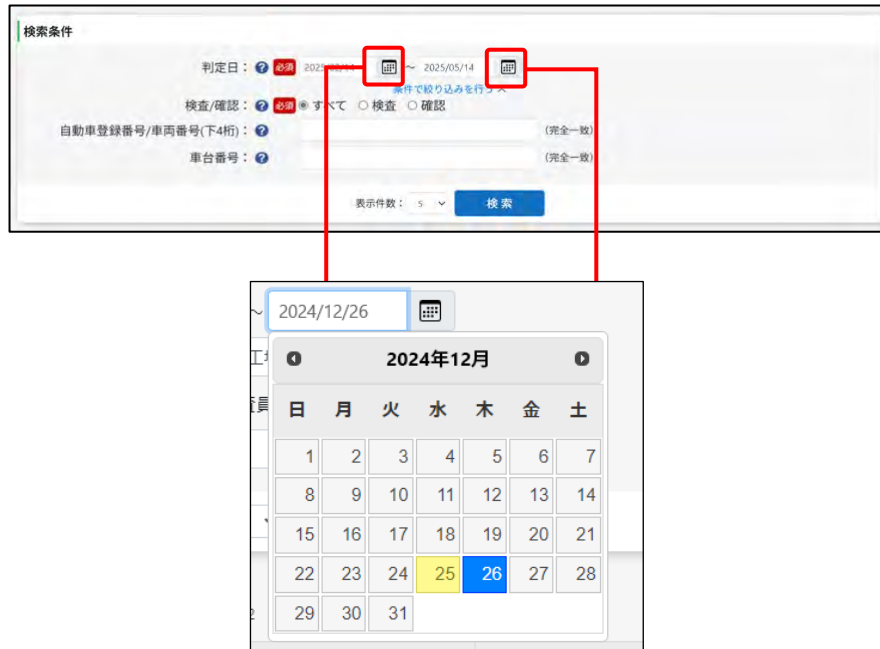 検索条件
判定日： ? 必須 ～ 2025/05/14
条件で絞り込みを行う
検査/確認： ? 必須 すべて 検査 確認
自動車登録番号/車両番号(下4桁)： ? (完全一致)
車台番号： ? (完全一致)
表示件数： 5 検索
～ 2024/12/26
2024年12月
日 月 火 水 木 金 土
1 2 3 4 5 6 7
8 9 10 11 12 13 14
15 16 17 18 19 20 21
22 23 24 25 26 27 28
29 30 31